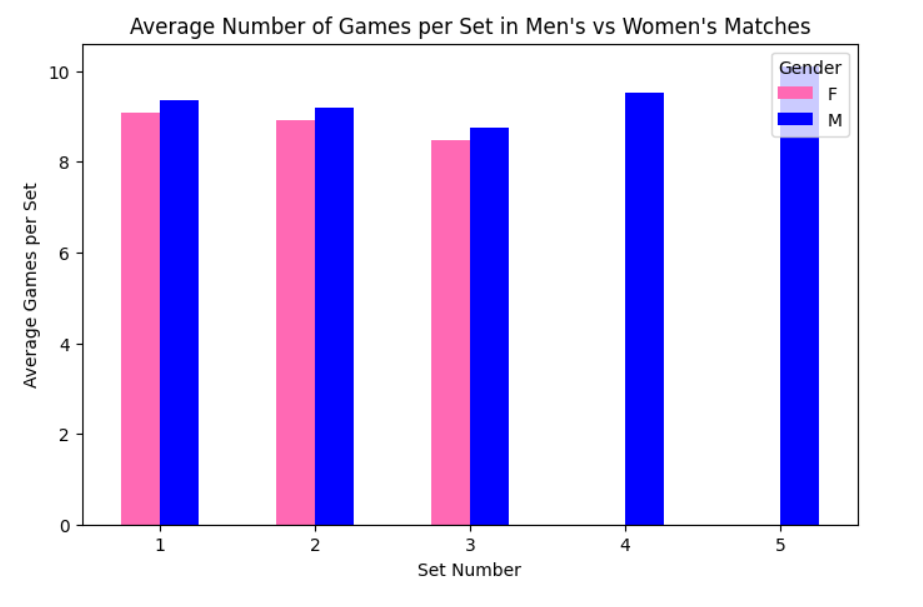 Average Number of Games per Set in Men's vs Women's Matches
Average Games per Set
10
8
6
4
2
0
Gender
F
M
1 2 3 4 5
Set Number